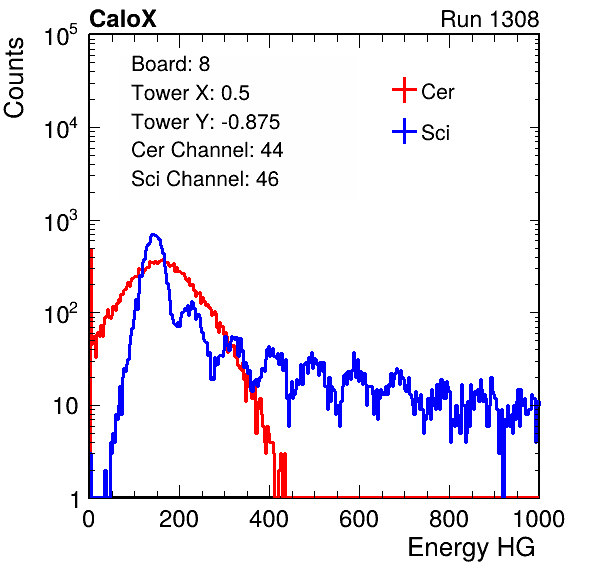 CaloX Run 1308
Counts
10^5
10^4
10^3
10^2
10
1
Board: 8
Tower X: 0.5
Tower Y: -0.875
Cer Channel: 44
Sci Channel: 46
Cer
Sci
0 200 400 600 800 1000
Energy HG